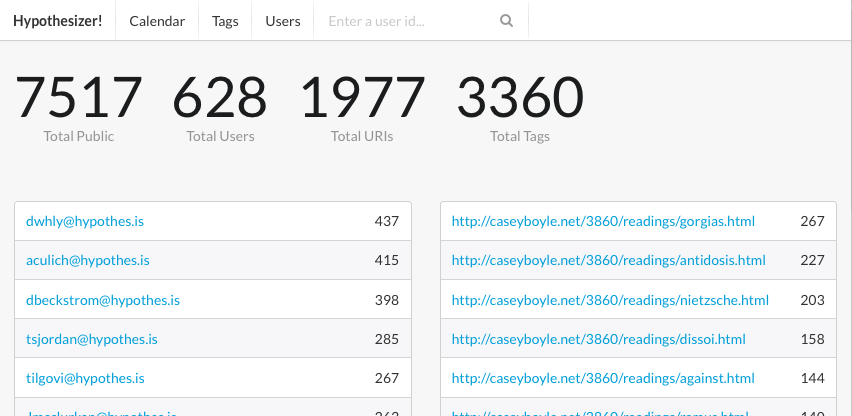 Hypothesizer! Calendar Tags Users Enter a user id...
7517 628 1977 3360
Total Public Total Users Total URIs Total Tags
dwhly@hypothes.is 437 http://caseyboyle.net/3860/readings/gorgias.html 267
aculich@hypothes.is 415 http://caseyboyle.net/3860/readings/antidosis.html 227
dbeckstrom@hypothes.is 398 http://caseyboyle.net/3860/readings/nietzsche.html 203
tsjordan@hypothes.is 285 http://caseyboyle.net/3860/readings/dissoi.html 158
tilgovi@hypothes.is 267 http://caseyboyle.net/3860/readings/against.html 144